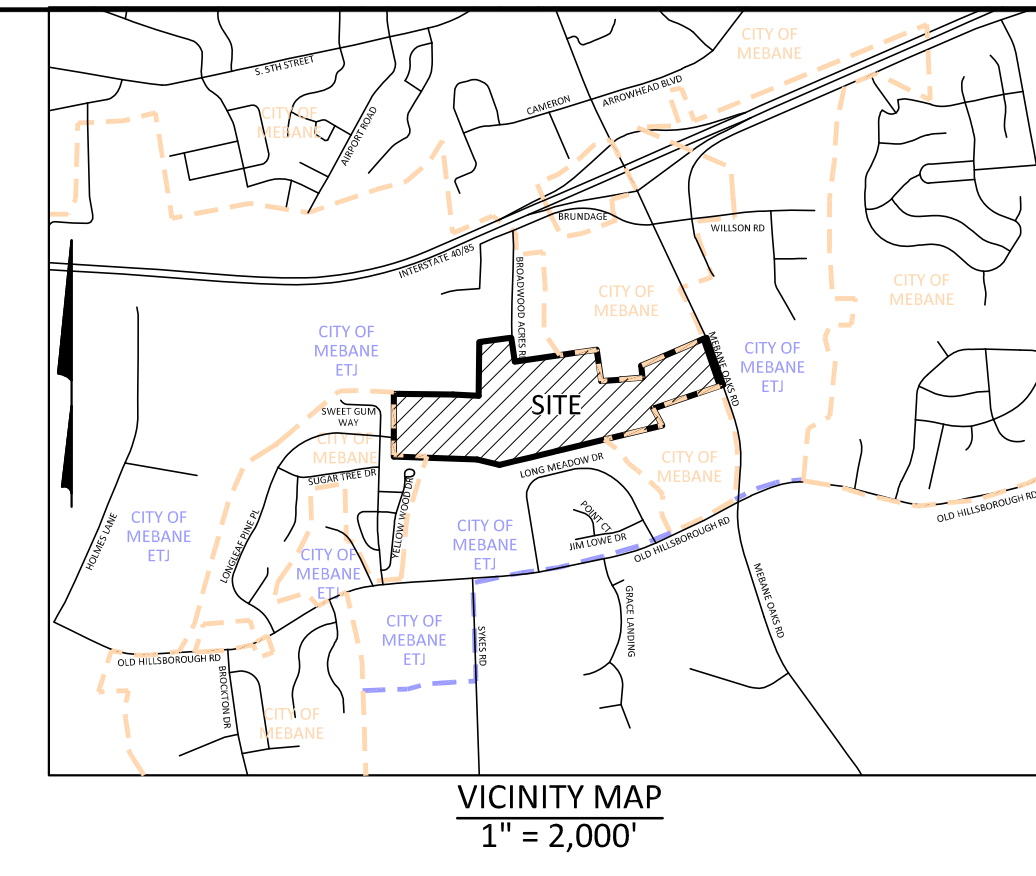 CITY OF
MEBANE
S. 5TH STREET
CAMERON
ARROWHEAD BLVD
CITY OF
MEBANE
AIRPORT ROAD
BRUNDAGE
WILLSON RD
INTERSTATE 40/85
BROADWOOD ACRES RD
CITY OF
MEBANE
CITY OF
MEBANE
CITY OF
MEBANE
ETJ
MEBANE OAKS RD
CITY OF
MEBANE
ETJ
SITE
SWEET GUM
WAY
CITY OF
MEBANE
SUGAR TREE DR
LONG MEADOW DR
CITY OF
MEBANE
YELLOW WOOD DR
HOLMES LANE
CITY OF
MEBANE
ETJ
LONGLEAF PINE PL
CITY OF
MEBANE
ETJ
CITY OF
MEBANE
ETJ
POINT CT
JIM LOWE DR
OLD HILLSBOROUGH RD
OLD HILLSBOROUGH RD
MEBANE OAKS RD
GRACE LANDING
CITY OF
MEBANE
ETJ
SYKES RD
OLD HILLSBOROUGH RD
BROCKTON DR
CITY OF
MEBANE
VICINITY MAP
1" = 2,000'